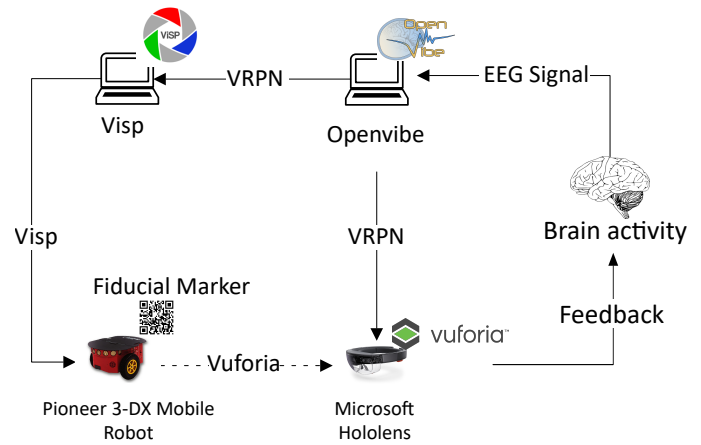 ViSP
Open
Vibe
VRPN
EEG Signal
Visp
Openvibe
Visp
VRPN
Brain activity
Fiducial Marker
Feedback
vuforia™
Vuforia
Pioneer 3-DX Mobile
Robot
Microsoft
Hololens